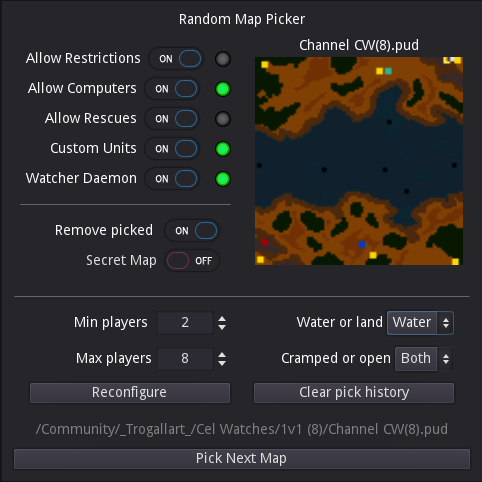 Random Map Picker
Channel CW(8).pud
Allow Restrictions ON
Allow Computers ON
Allow Rescues ON
Custom Units ON
Watcher Daemon ON
Remove picked ON
Secret Map OFF
Min players 2 Water or land Water
Max players 8 Cramped or open Both
Reconfigure Clear pick history
/Community/_Trogallart_/Cel Watches/1v1 (8)/Channel CW(8).pud
Pick Next Map